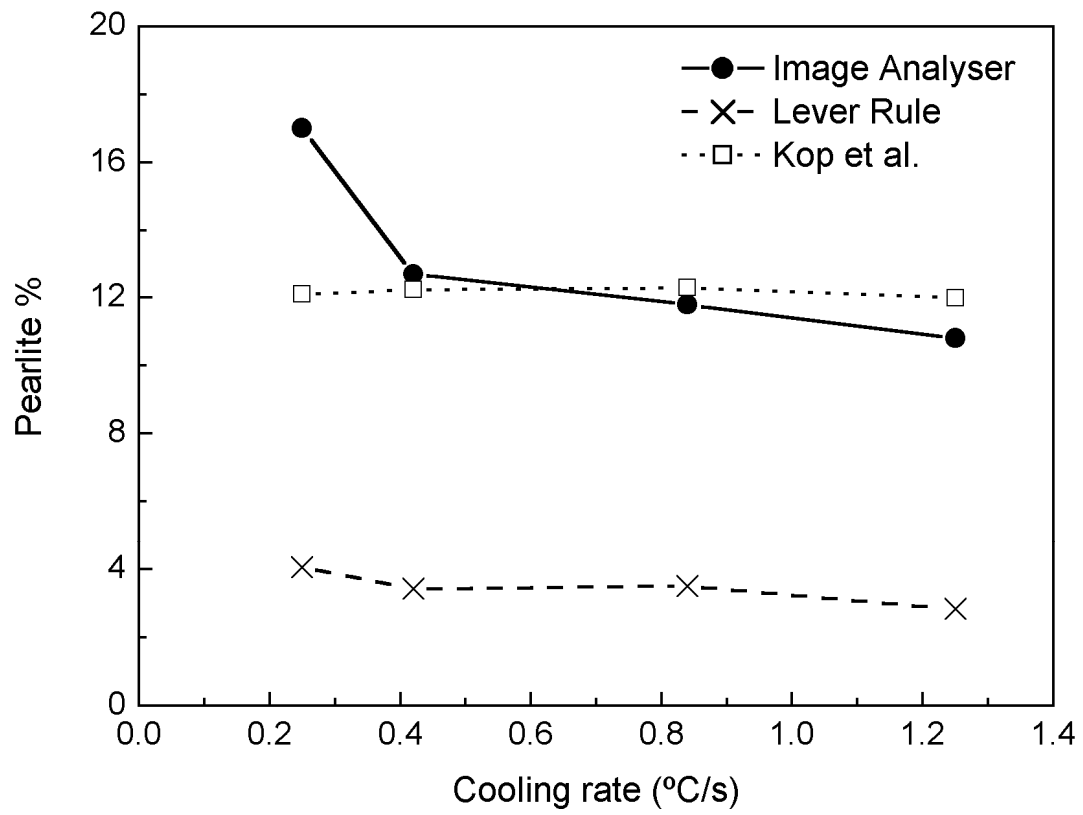 20
16
12
8
4
0
Pearlite %
Image Analyser
Lever Rule
Kop et al.
0.0 0.2 0.4 0.6 0.8 1.0 1.2 1.4
Cooling rate (ºC/s)